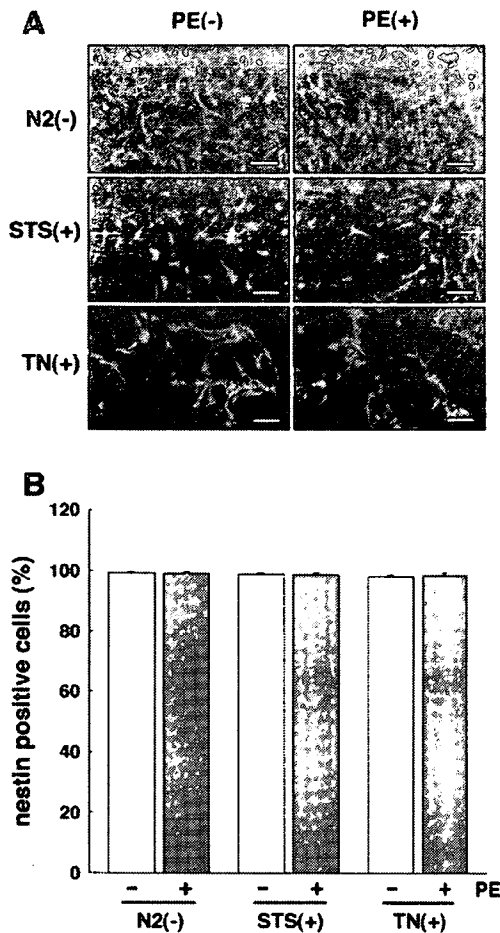 A
PE(-) PE(+)
N2(-)
STS(+)
TN(+)
B
nestin positive cells (%)
120
100
80
60
40
20
0
- + - + - + PE
N2(-) STS(+) TN(+)